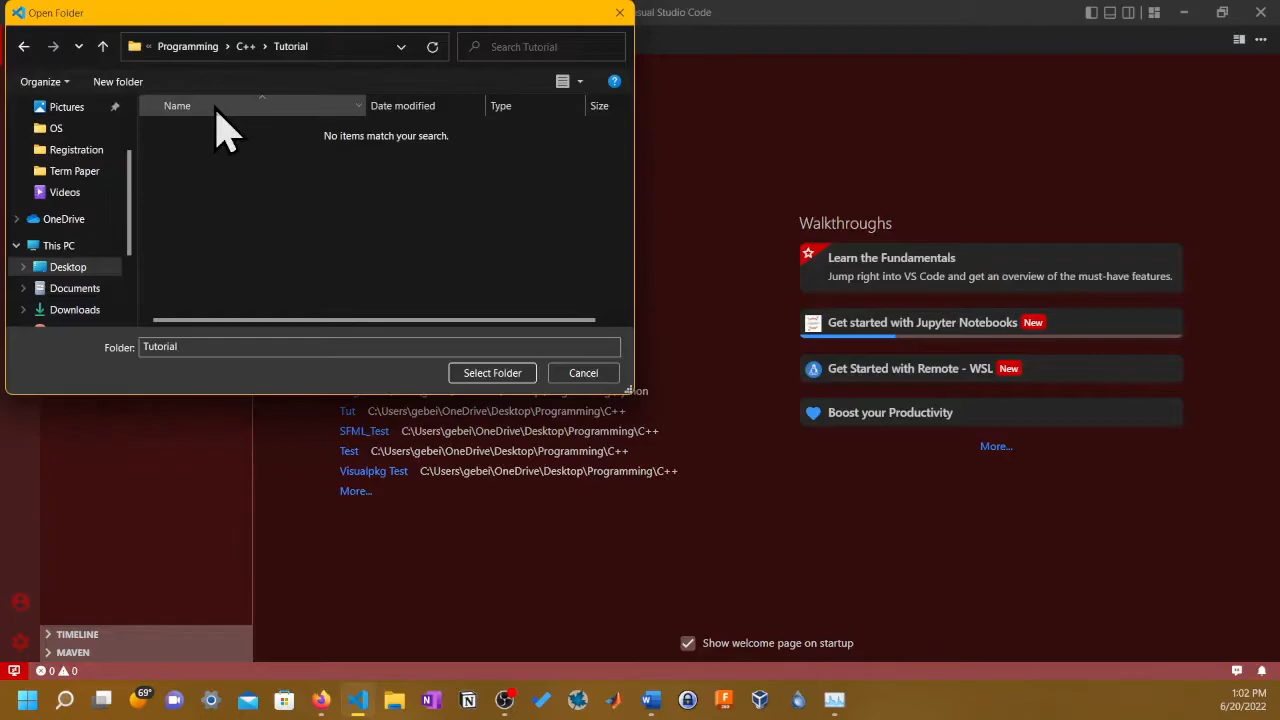 Open Folder
isual Studio Code
« Programming > C++ > Tutorial
Search Tutorial
Organize
New folder
Name
Date modified
Type
Size
No items match your search.
Pictures
OS
Registration
Term Paper
Videos
OneDrive
This PC
Desktop
Documents
Downloads
Folder:
Tutorial
Select Folder
Cancel
Tut C:\Users\gebei\OneDrive\Desktop\Programming\C++
SFML_Test C:\Users\gebei\OneDrive\Desktop\Programming\C++
Test C:\Users\gebei\OneDrive\Desktop\Programming\C++
Visualpkg Test C:\Users\gebei\OneDrive\Desktop\Programming\C++
More...
Walkthroughs
Learn the Fundamentals
Jump right into VS Code and get an overview of the must-have features.
Get started with Jupyter Notebooks New
Get Started with Remote - WSL New
Boost your Productivity
More...
Show welcome page on startup
TIMELINE
MAVEN
0 0
69°
1:02 PM
6/20/2022